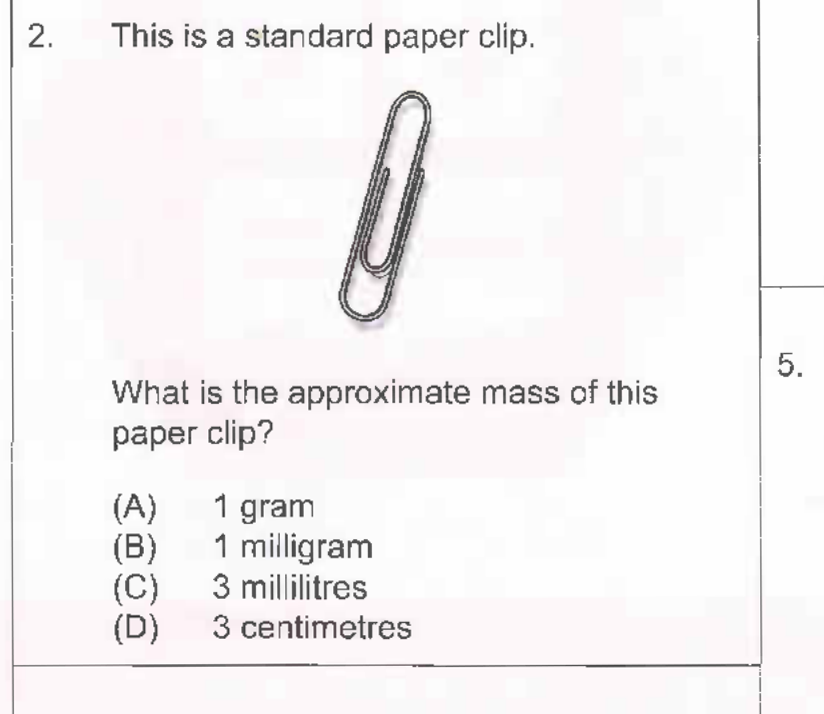 2. This is a standard paper clip.
What is the approximate mass of this
paper clip?
(A) 1 gram
(B) 1 milligram
(C) 3 millilitres
(D) 3 centimetres
5.